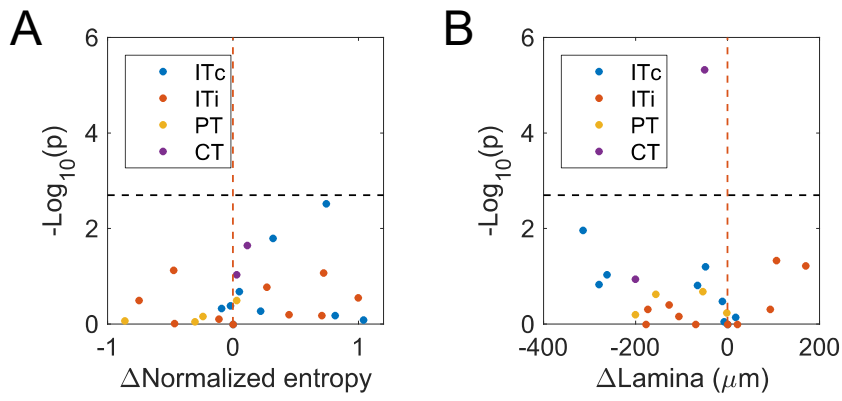 A
6
4
2
0
-Log10(p)
ITc
ITi
PT
CT
-1
0
1
ΔNormalized entropy
B
6
4
2
0
-Log10(p)
ITc
ITi
PT
CT
-400
-200
0
200
ΔLamina (μm)